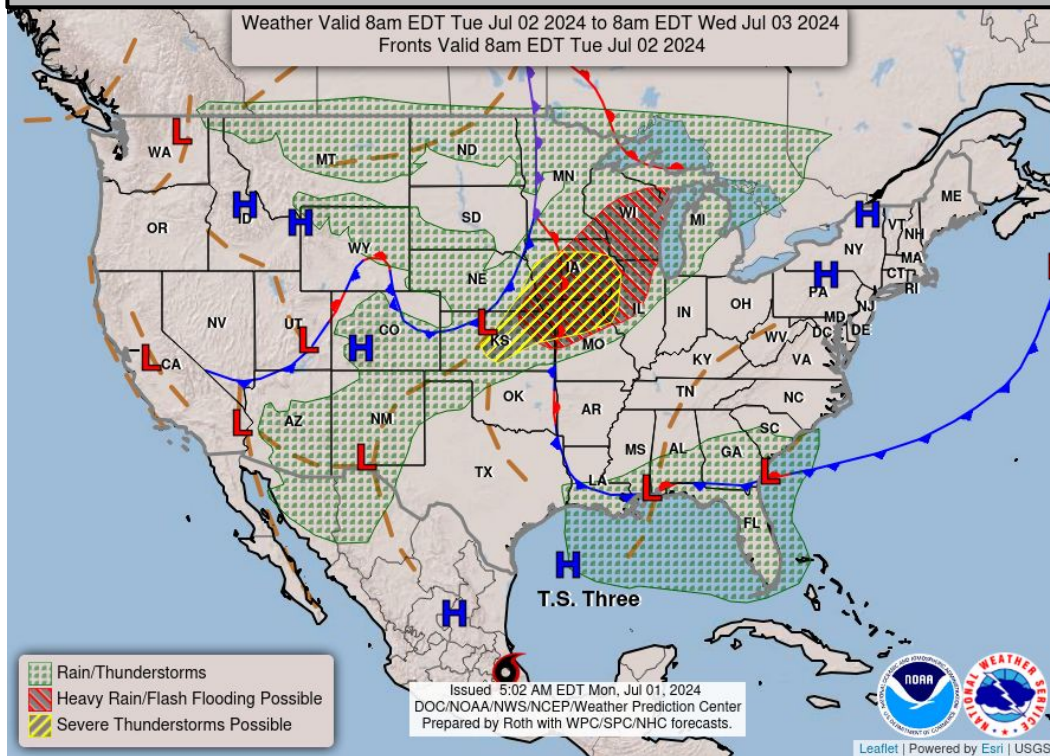 Weather Valid 8am EDT Tue Jul 02 2024 to 8am EDT Wed Jul 03 2024
Fronts Valid 8am EDT Tue Jul 02 2024
WA
L
MT
ND
MN
H
ID
H
OR
SD
WI
MI
ME
H
VT
NH
NY
MA
CT
RI
WY
NE
IA
H
PA
NJ
NV
UT
L
CO
H
L
KS
MO
IL
IN
OH
MD
DE
DC
WV
VA
L
CA
KY
L
AZ
NM
OK
AR
TN
NC
SC
L
TX
LA
MS
AL
GA
L
L
FL
H
T.S. Three
H
Rain/Thunderstorms
Heavy Rain/Flash Flooding Possible
Severe Thunderstorms Possible
Issued 5:02 AM EDT Mon, Jul 01, 2024
DOC/NOAA/NWS/NCEP/Weather Prediction Center
Prepared by Roth with WPC/SPC/NHC forecasts.
NOAA
NATIONAL WEATHER SERVICE
Leaflet | Powered by Esri | USGS